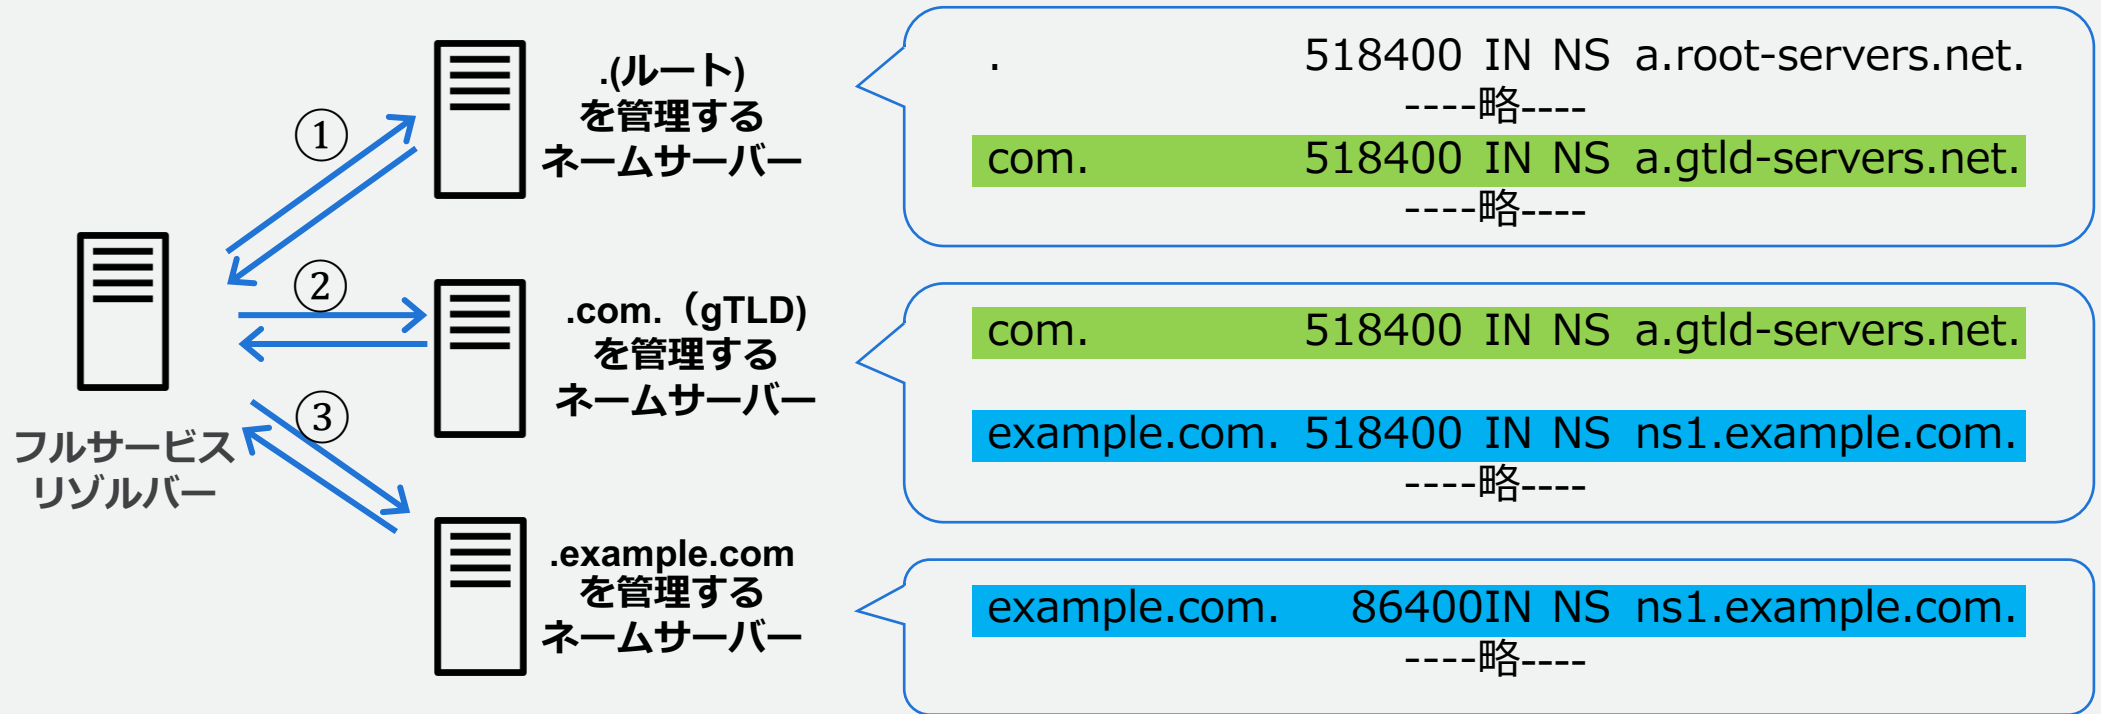 ①
.(ルート)
を管理する
ネームサーバー
. 518400 IN NS a.root-servers.net.
----略----
com. 518400 IN NS a.gtld-servers.net.
----略----
フルサービス
リゾルバー
②
.com.（gTLD)
を管理する
ネームサーバー
com. 518400 IN NS a.gtld-servers.net.
example.com. 518400 IN NS ns1.example.com.
----略----
③
.example.com
を管理する
ネームサーバー
example.com. 86400IN NS ns1.example.com.
----略----